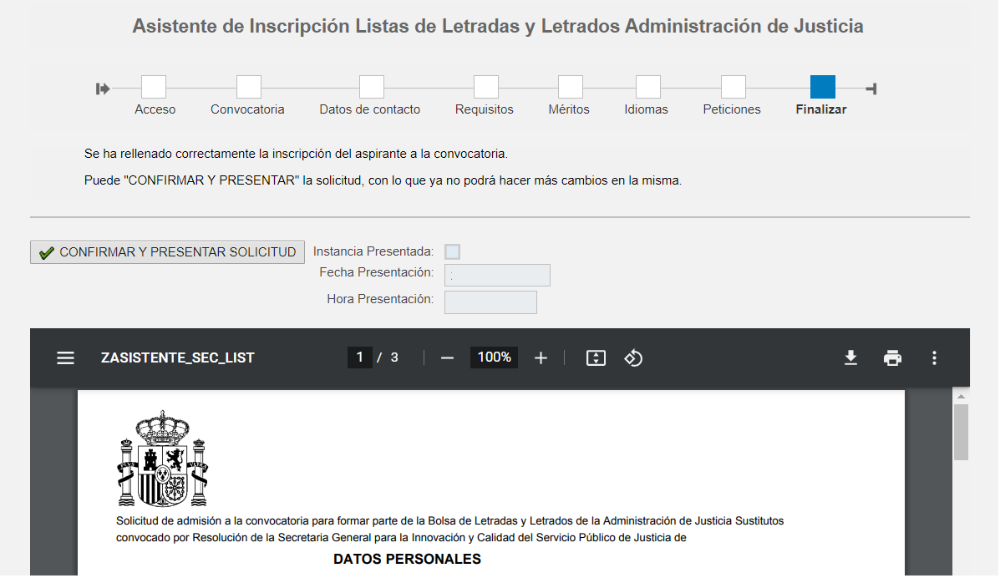 Asistente de Inscripción Listas de Letradas y Letrados Administración de Justicia
Acceso Convocatoria Datos de contacto Requisitos Méritos Idiomas Peticiones Finalizar
Se ha rellenado correctamente la inscripción del aspirante a la convocatoria.
Puede "CONFIRMAR Y PRESENTAR" la solicitud, con lo que ya no podrá hacer más cambios en la misma.
CONFIRMAR Y PRESENTAR SOLICITUD Instancia Presentada:
Fecha Presentación: :
Hora Presentación:
ZASISTENTE_SEC_LIST 1 / 3 100%
PLVS VLTRA
Solicitud de admisión a la convocatoria para formar parte de la Bolsa de Letradas y Letrados de la Administración de Justicia Sustitutos
convocado por Resolución de la Secretaria General para la Innovación y Calidad del Servicio Público de Justicia de
DATOS PERSONALES